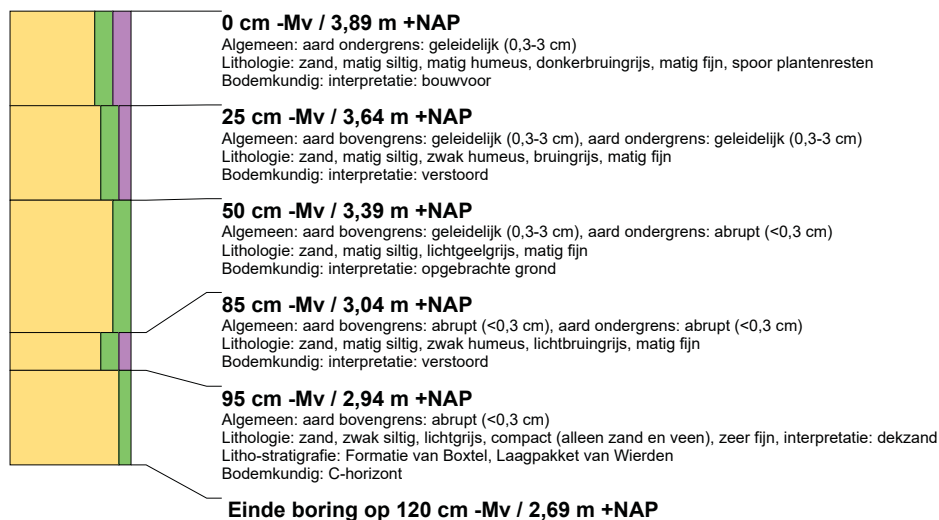 0 cm -Mv / 3,89 m +NAP
Algemeen: aard ondergrens: geleidelijk (0,3-3 cm)
Lithologie: zand, matig siltig, matig humeus, donkerbruingrijs, matig fijn, spoor plantenresten
Bodemkundig: interpretatie: bouwvoor
25 cm -Mv / 3,64 m +NAP
Algemeen: aard bovengrens: geleidelijk (0,3-3 cm), aard ondergrens: geleidelijk (0,3-3 cm)
Lithologie: zand, matig siltig, zwak humeus, bruingrijs, matig fijn
Bodemkundig: interpretatie: verstoord
50 cm -Mv / 3,39 m +NAP
Algemeen: aard bovengrens: geleidelijk (0,3-3 cm), aard ondergrens: abrupt (<0,3 cm)
Lithologie: zand, matig siltig, lichtgeelgrijs, matig fijn
Bodemkundig: interpretatie: opgebrachte grond
85 cm -Mv / 3,04 m +NAP
Algemeen: aard bovengrens: abrupt (<0,3 cm), aard ondergrens: abrupt (<0,3 cm)
Lithologie: zand, matig siltig, zwak humeus, lichtbruingrijs, matig fijn
Bodemkundig: interpretatie: verstoord
95 cm -Mv / 2,94 m +NAP
Algemeen: aard bovengrens: abrupt (<0,3 cm)
Lithologie: zand, zwak siltig, lichtgrijs, compact (alleen zand en veen), zeer fijn, interpretatie: dekzand
Litho-stratigrafie: Formatie van Boxtel, Laagpakket van Wierden
Bodemkundig: C-horizont
Einde boring op 120 cm -Mv / 2,69 m +NAP